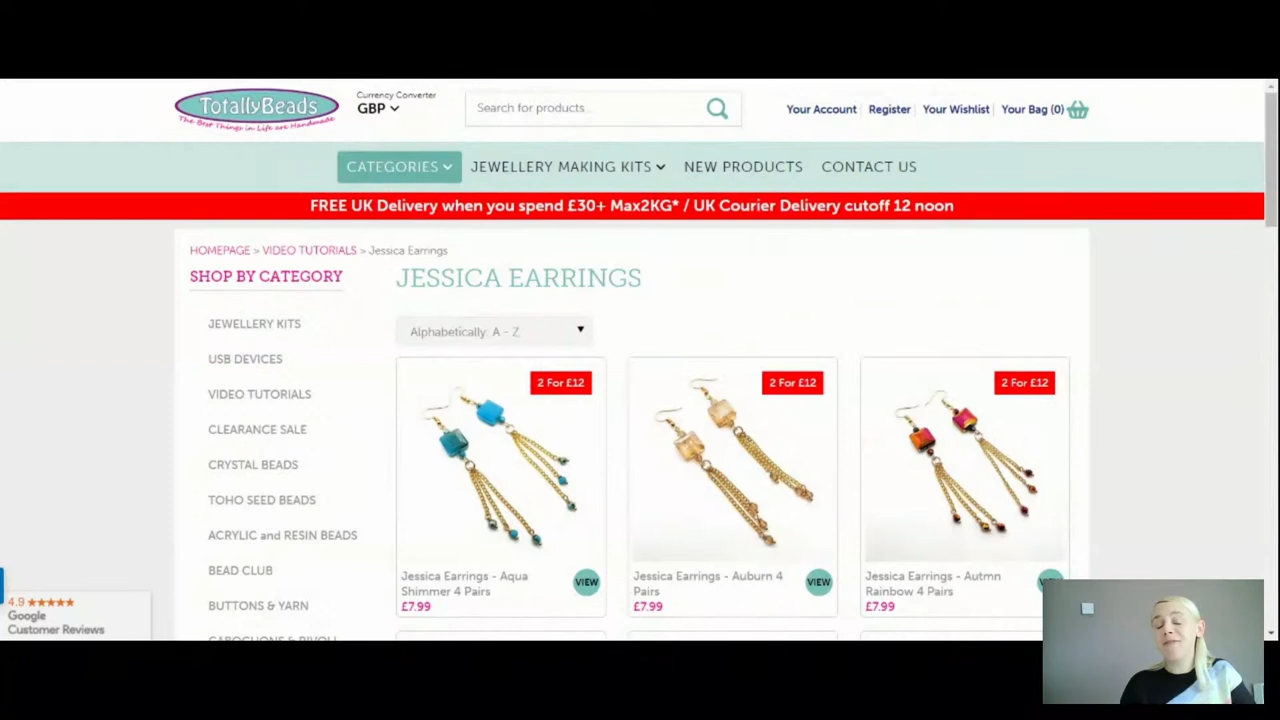 TotallyBeads
The Best Things in Life are Handmade
Currency Converter
GBP
Search for products...
Your Account
Register
Your Wishlist
Your Bag (0)
CATEGORIES
JEWELLERY MAKING KITS
NEW PRODUCTS
CONTACT US
FREE UK Delivery when you spend £30+ Max2KG* / UK Courier Delivery cutoff 12 noon
HOMEPAGE > VIDEO TUTORIALS > Jessica Earrings
SHOP BY CATEGORY
JEWELLERY KITS
USB DEVICES
VIDEO TUTORIALS
CLEARANCE SALE
CRYSTAL BEADS
TOHO SEED BEADS
ACRYLIC and RESIN BEADS
BEAD CLUB
BUTTONS & YARN
CABOCHONS & RIVOLI
JESSICA EARRINGS
Alphabetically: A - Z
2 For £12
Jessica Earrings - Aqua
Shimmer 4 Pairs
£7.99
VIEW
2 For £12
Jessica Earrings - Auburn 4
Pairs
£7.99
VIEW
2 For £12
Jessica Earrings - Autmn
Rainbow 4 Pairs
£7.99
4.9 ★★★★★
Google
Customer Reviews